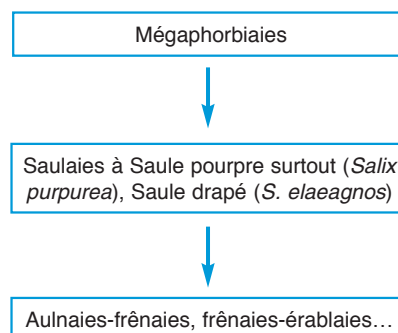 Mégaphorbiaies
Saulaies à Saule pourpre surtout (Salix
purpurea), Saule drapé (S. elaeagnos)
Aulnaies-frênaies, frênaies-érablaies…